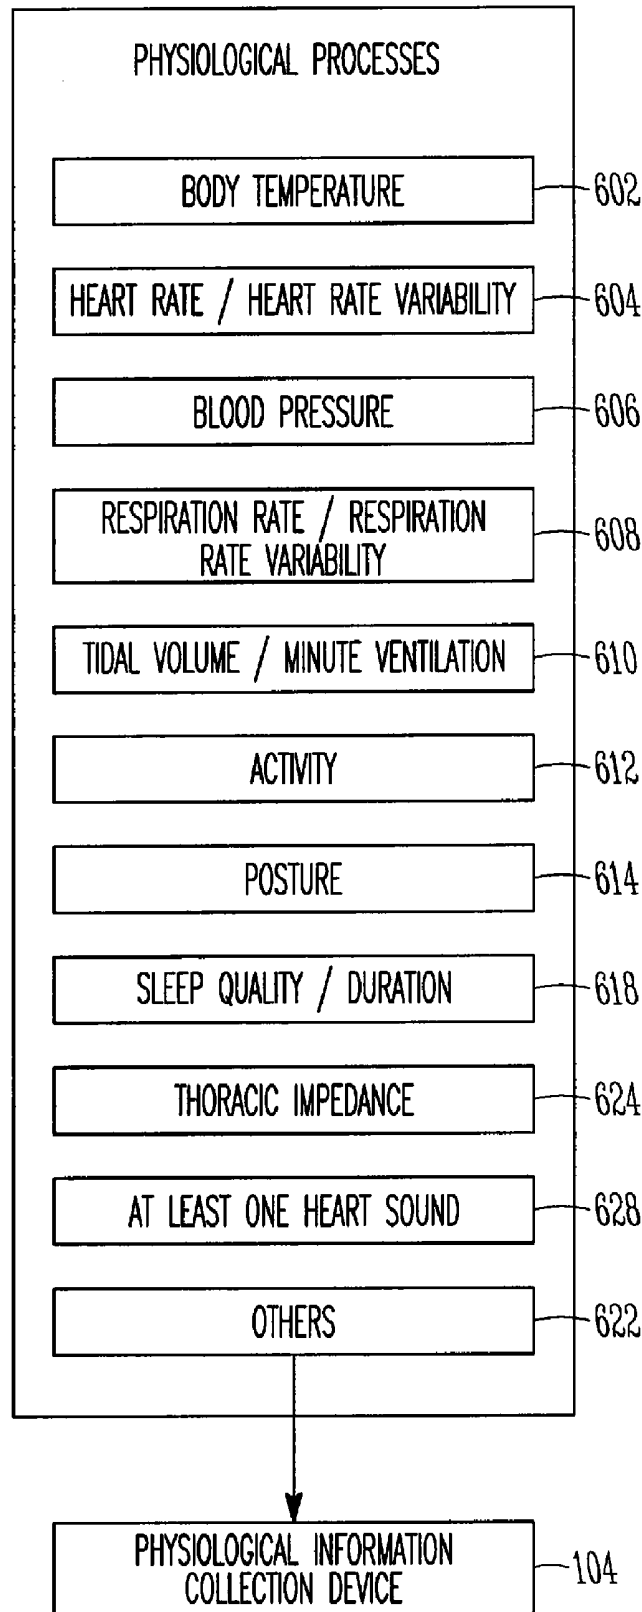 PHYSIOLOGICAL PROCESSES
BODY TEMPERATURE
602
HEART RATE / HEART RATE VARIABILITY
604
BLOOD PRESSURE
606
RESPIRATION RATE / RESPIRATION
RATE VARIABILITY
608
TIDAL VOLUME / MINUTE VENTILATION
610
ACTIVITY
612
POSTURE
614
SLEEP QUALITY / DURATION
618
THORACIC IMPEDANCE
624
AT LEAST ONE HEART SOUND
628
OTHERS
622
PHYSIOLOGICAL INFORMATION
COLLECTION DEVICE
104